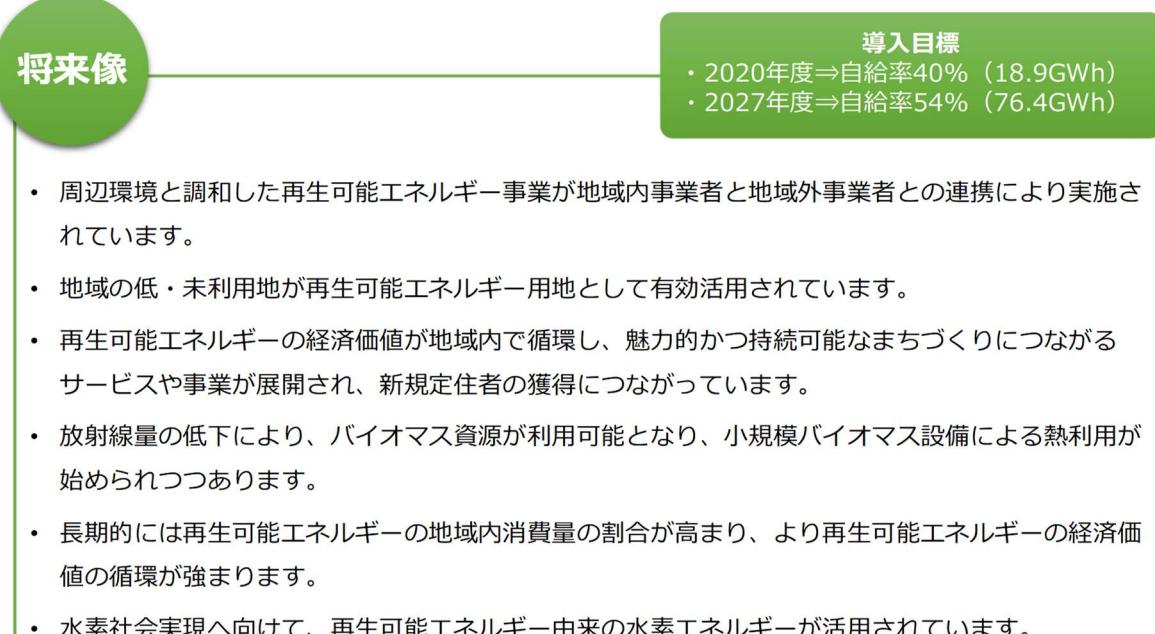 将来像
導入目標
・2020年度⇒自給率40%（18.9GWh）
・2027年度⇒自給率54%（76.4GWh）
• 周辺環境と調和した再生可能エネルギー事業が地域内事業者と地域外事業者との連携により実施さ
れています。
• 地域の低・未利用地が再生可能エネルギー用地として有効活用されています。
• 再生可能エネルギーの経済価値が地域内で循環し、魅力的かつ持続可能なまちづくりにつながる
サービスや事業が展開され、新規定住者の獲得につながっています。
• 放射線量の低下により、バイオマス資源が利用可能となり、小規模バイオマス設備による熱利用が
始められつつあります。
• 長期的には再生可能エネルギーの地域内消費量の割合が高まり、より再生可能エネルギーの経済価
値の循環が強まります。
• 水素社会実現へ向けて、再生可能エネルギー由来の水素エネルギーが活用されています。